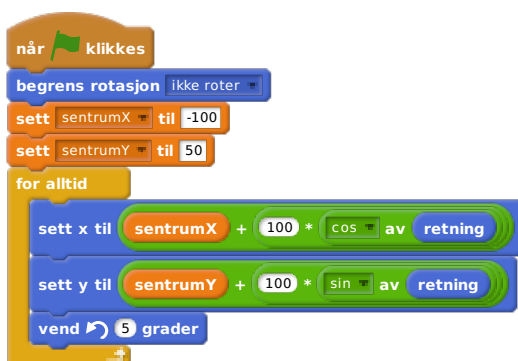 når klikkes
begrens rotasjon ikke roter
sett sentrumX til -100
sett sentrumY til 50
for alltid
sett x til sentrumX + 100 * cos av retning
sett y til sentrumY + 100 * sin av retning
vend 5 grader